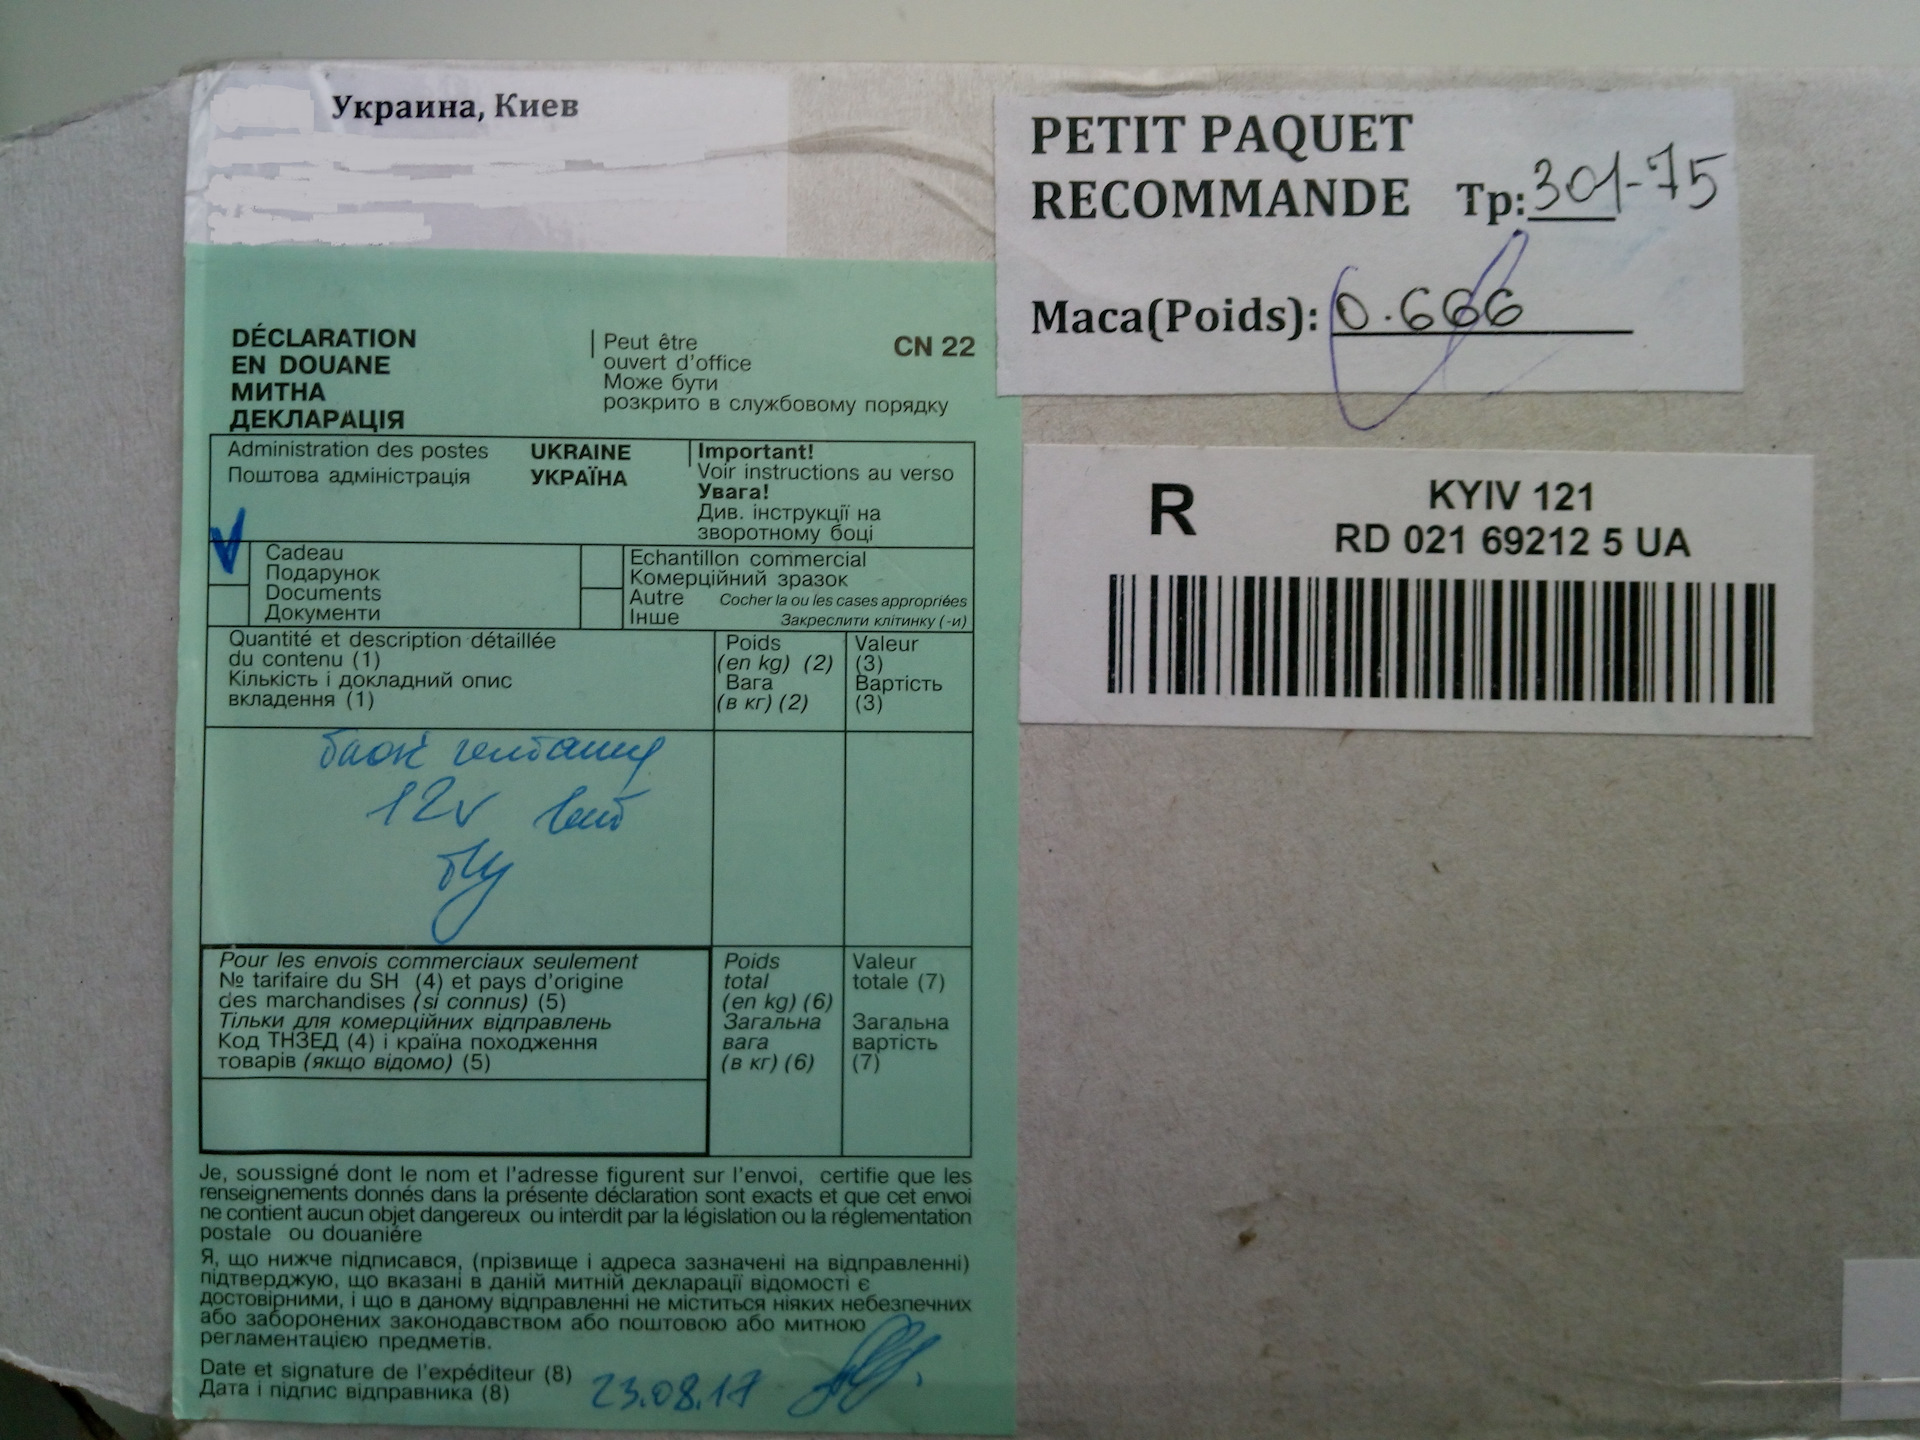 Украина, Киев
PETIT PAQUET
RECOMMANDE Тр: 301-75
Маса(Poids): 0.666
DÉCLARATION
EN DOUANE
МИТНА
ДЕКЛАРАЦІЯ
Peut être
ouvert d'office
Може бути
розкрито в службовому порядку
CN 22
Administration des postes UKRAINE
Поштова адміністрація УКРАЇНА
Important!
Voir instructions au verso
Увага!
Див. інструкції на
зворотному боці
V
Cadeau
Подарунок
Documents
Документи
Echantillon commercial
Комерційний зразок
Autre Cocher la ou les cases appropriées
Інше Закреслити клітинку (-и)
Quantité et description détaillée
du contenu (1)
Кількість і докладний опис
вкладення (1)
Poids
(en kg) (2)
Вага
(в кг) (2)
Valeur
(3)
Вартість
(3)
блок
12v
Pour les envois commerciaux seulement
№ tarifaire du SH (4) et pays d'origine
des marchandises (si connus) (5)
Тільки для комерційних відправлень
Код ТНЗЕД (4) і країна походження
товарів (якщо відомо) (5)
Poids
total
(en kg) (6)
Загальна
вага
(в кг) (6)
Valeur
totale (7)
Загальна
вартість
(7)
Je, soussigné dont le nom et l'adresse figurent sur l'envoi, certifie que les
renseignements donnés dans la présente déclaration sont exacts et que cet envoi
ne contient aucun objet dangereux ou interdit par la législation ou la réglementation
postale ou douaniére
Я, що нижче підписався, (прізвище і адреса зазначені на відправленні)
підтверджую, що вказані в даній митній декларації відомості є
достовірними, і що в даному відправленні не міститься ніяких небезпечних
або заборонених законодавством або поштовою або митною
регламентацією предметів.
Date et signature de l'expéditeur (8)
Дата і підпис відправника (8)
23.08.17
R
KYIV 121
RD 021 69212 5 UA